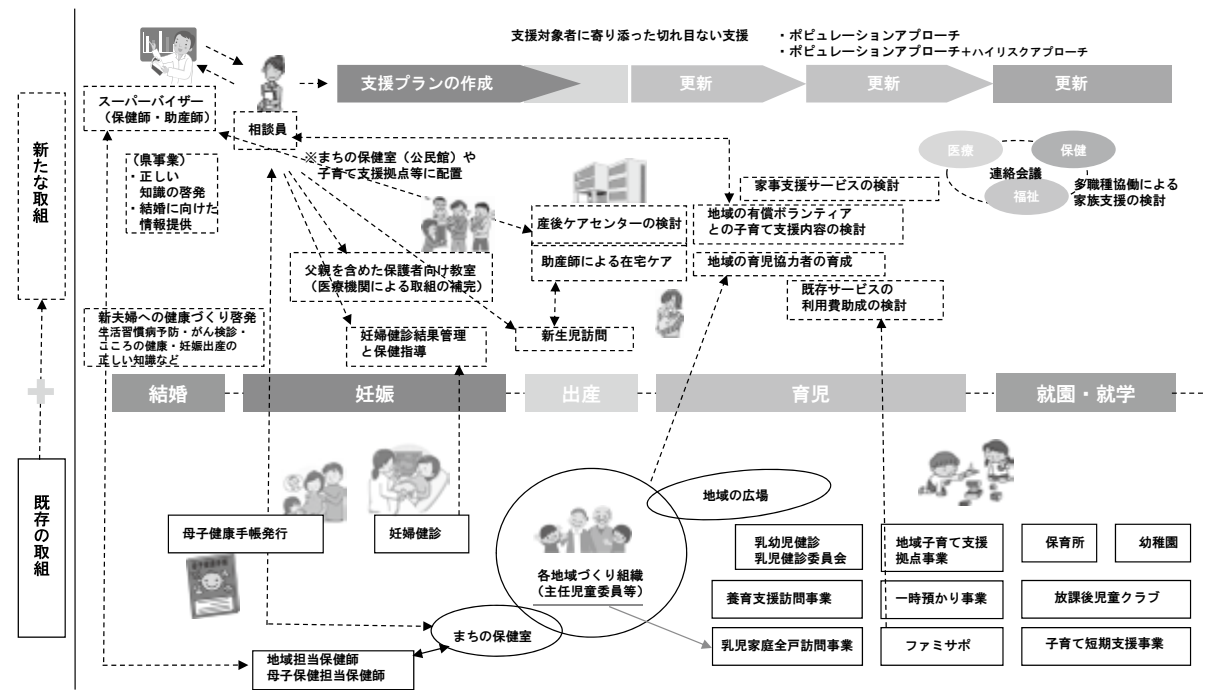 支援対象者に寄り添った切れ目ない支援
・ポピュレーションアプローチ
・ポピュレーションアプローチ＋ハイリスクアプローチ
支援プランの作成
更新
更新
更新
新たな取組
スーパーバイザー
（保健師・助産師）
相談員
※まちの保健室（公民館）や
子育て支援拠点等に配置
（県事業）
・正しい
知識の啓発
・結婚に向けた
情報提供
医療
保健
連絡会議
福祉
多職種協働による
家族支援の検討
家事支援サービスの検討
産後ケアセンターの検討
地域の有償ボランティア
との子育て支援内容の検討
助産師による在宅ケア
地域の育児協力者の育成
父親を含めた保護者向け教室
（医療機関による取組の補完）
既存サービスの
利用費助成の検討
新夫婦への健康づくり啓発
生活習慣病予防・がん検診・
こころの健康・妊娠出産の
正しい知識など
妊婦健診結果管理
と保健指導
新生児訪問
結婚
妊娠
出産
育児
就園・就学
既存の取組
母子健康手帳発行
母子健康手帳
妊婦健診
地域の広場
各地域づくり組織
（主任児童委員等）
乳幼児健診
乳児健診委員会
地域子育て支援
拠点事業
保育所
幼稚園
養育支援訪問事業
一時預かり事業
放課後児童クラブ
まちの保健室
乳児家庭全戸訪問事業
ファミサポ
子育て短期支援事業
地域担当保健師
母子保健担当保健師